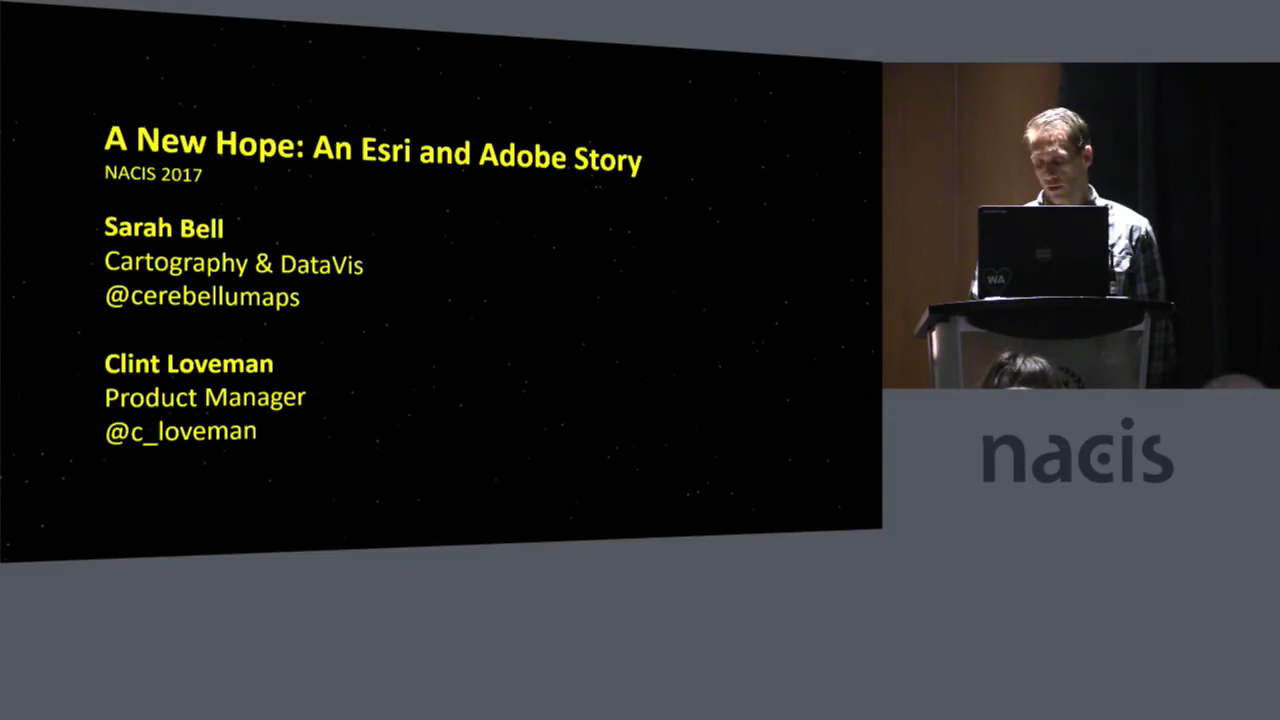 A New Hope: An Esri and Adobe Story
NACIS 2017
Sarah Bell
Cartography & DataVis
@cerebellumaps
Clint Loveman
Product Manager
@c_loveman
WA
nacis